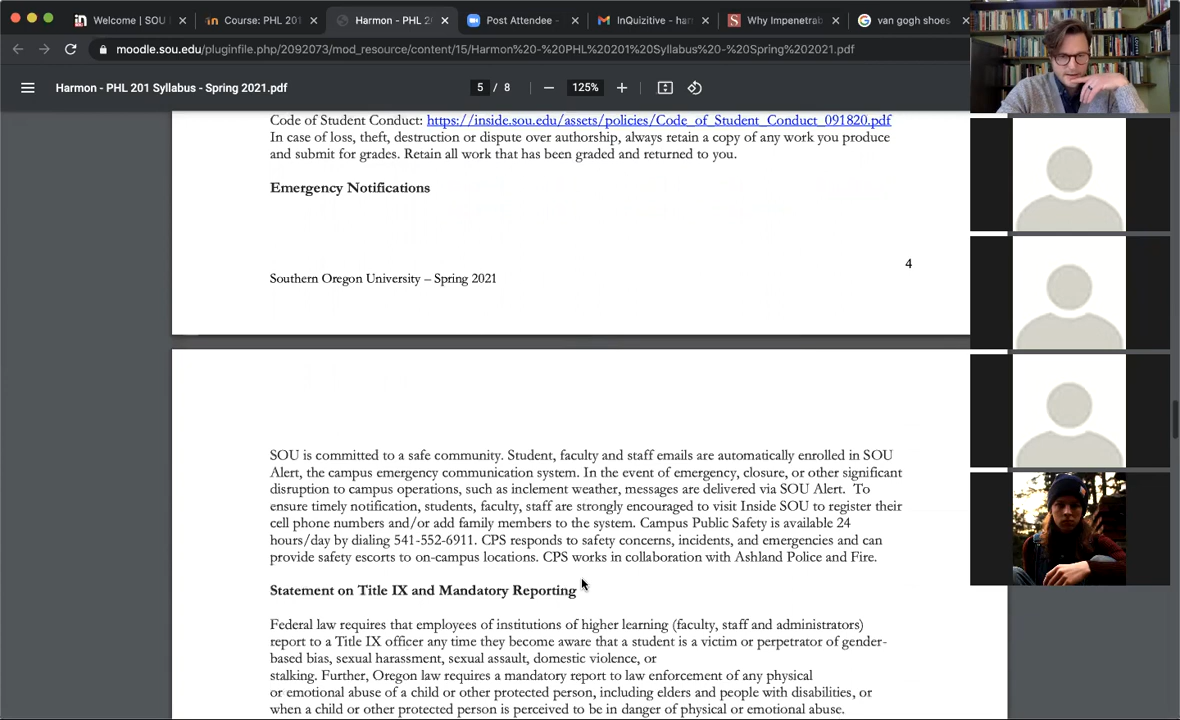 Welcome | SOU
Course: PHL 201
Harmon - PHL 2
Post Attendee -
InQuizitive - har
Why Impenetrab
van gogh shoes
moodle.sou.edu/pluginfile.php/2092073/mod_resource/content/15/Harmon%20-%20PHL%20201%20Syllabus%20-%20Spring%202021.pdf
Harmon - PHL 201 Syllabus - Spring 2021.pdf
5 / 8
125%
Code of Student Conduct: https://inside.sou.edu/assets/policies/Code_of_Student_Conduct_091820.pdf
In case of loss, theft, destruction or dispute over authorship, always retain a copy of any work you produce
and submit for grades. Retain all work that has been graded and returned to you.
Emergency Notifications
4
Southern Oregon University – Spring 2021
SOU is committed to a safe community. Student, faculty and staff emails are automatically enrolled in SOU
Alert, the campus emergency communication system. In the event of emergency, closure, or other significant
disruption to campus operations, such as inclement weather, messages are delivered via SOU Alert. To
ensure timely notification, students, faculty, staff are strongly encouraged to visit Inside SOU to register their
cell phone numbers and/or add family members to the system. Campus Public Safety is available 24
hours/day by dialing 541-552-6911. CPS responds to safety concerns, incidents, and emergencies and can
provide safety escorts to on-campus locations. CPS works in collaboration with Ashland Police and Fire.
Statement on Title IX and Mandatory Reporting
Federal law requires that employees of institutions of higher learning (faculty, staff and administrators)
report to a Title IX officer any time they become aware that a student is a victim or perpetrator of gender-
based bias, sexual harassment, sexual assault, domestic violence, or
stalking. Further, Oregon law requires a mandatory report to law enforcement of any physical
or emotional abuse of a child or other protected person, including elders and people with disabilities, or
when a child or other protected person is perceived to be in danger of physical or emotional abuse.